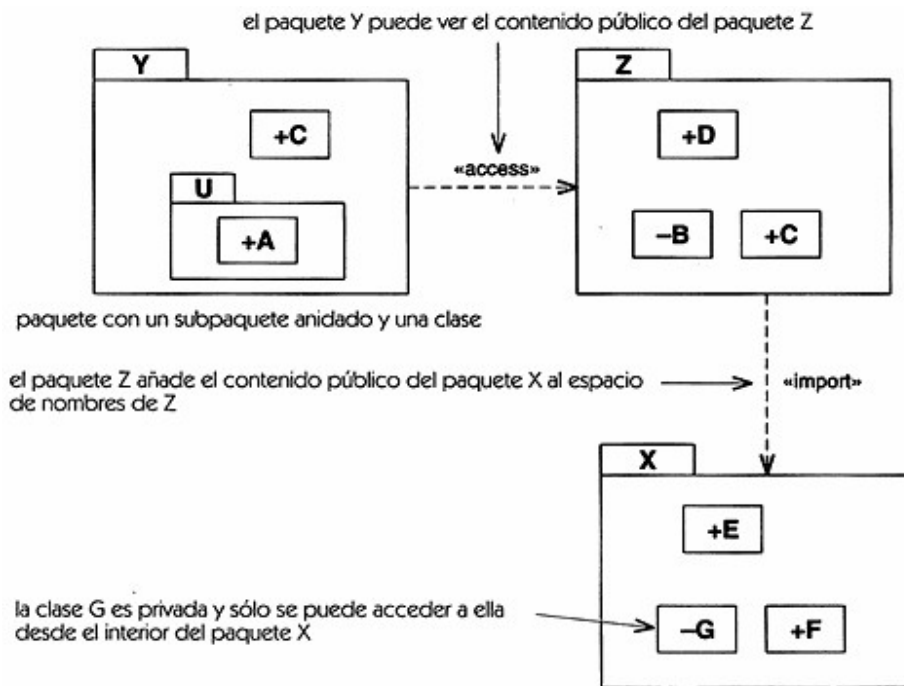 el paquete Y puede ver el contenido público del paquete Z
Y
Z
+C
+D
«access»
U
+A
–B
+C
paquete con un subpaquete anidado y una clase
el paquete Z añade el contenido público del paquete X al espacio
de nombres de Z
«import»
X
+E
la clase G es privada y sólo se puede acceder a ella
desde el interior del paquete X
–G
+F